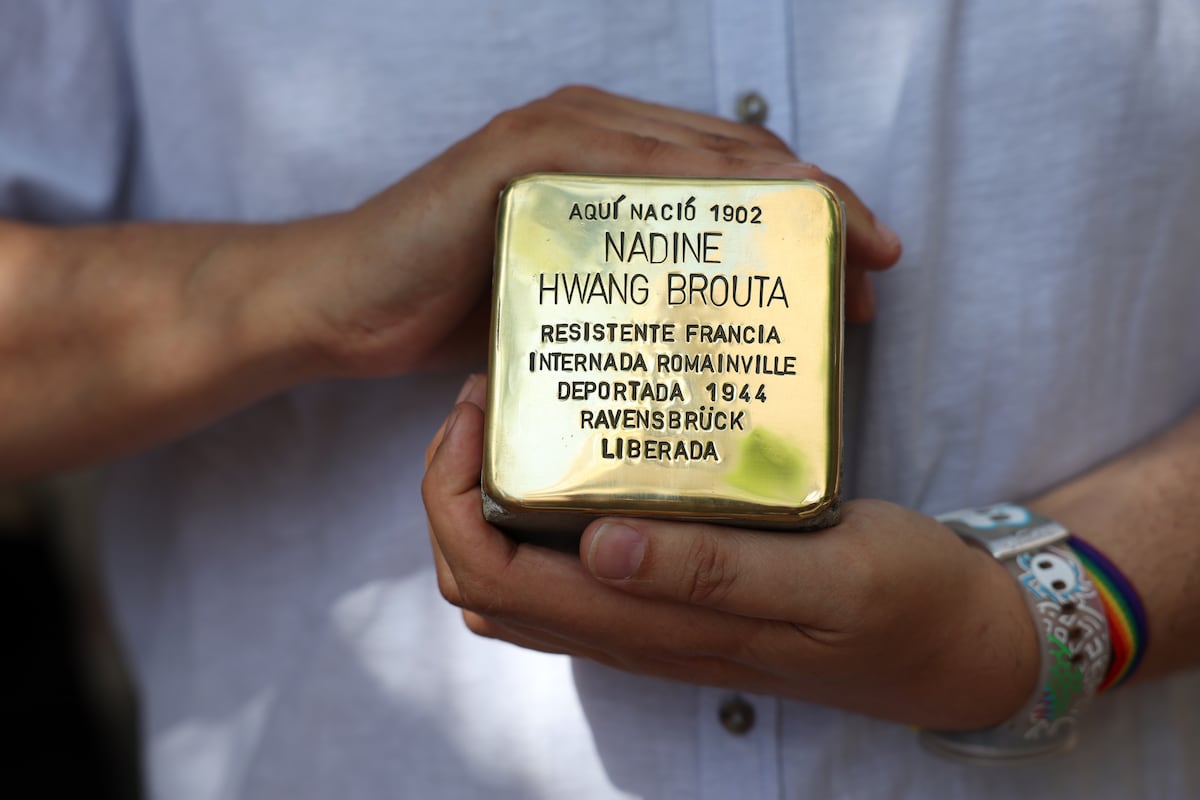 AQUÍ NACIÓ 1902
NADINE
HWANG BROUTA
RESISTENTE FRANCIA
INTERNADA ROMAINVILLE
DEPORTADA 1944
RAVENSBRÜCK
LIBERADA